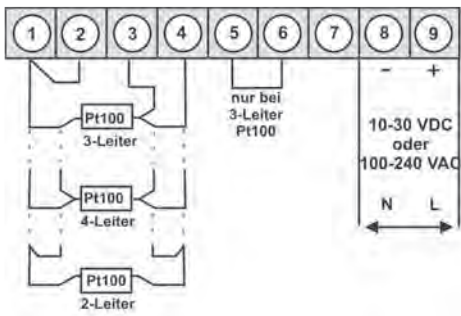 1 2 3 4 5 6 7 8 9
- +
Pt100
3-Leiter
nur bei
3-Leiter
Pt100
10-30 VDC
oder
100-240 VAC
Pt100
4-Leiter
N L
Pt100
2-Leiter